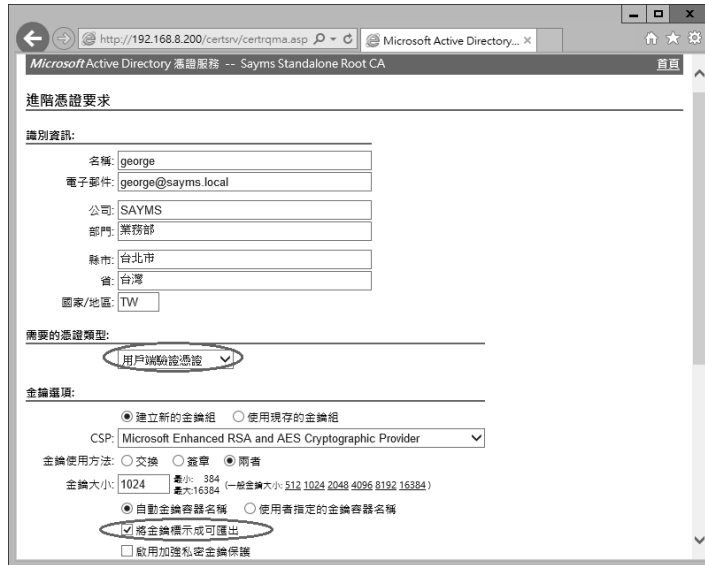 http://192.168.8.200/certsrv/certrqma.asp
Microsoft Active Directory...
Microsoft Active Directory 憑證服務 -- Sayms Standalone Root CA 首頁
進階憑證要求
識別資訊:
名稱: george
電子郵件: george@sayms.local
公司: SAYMS
部門: 業務部
縣市: 台北市
省: 台灣
國家/地區: TW
需要的憑證類型:
用戶端驗證憑證
金鑰選項:
建立新的金鑰組 使用現存的金鑰組
CSP: Microsoft Enhanced RSA and AES Cryptographic Provider
金鑰使用方法: 交換 簽章 兩者
金鑰大小: 1024 最小: 384 最大:16384 (一般金鑰大小: 512 1024 2048 4096 8192 16384 )
自動金鑰容器名稱 使用者指定的金鑰容器名稱
將金鑰標示成可匯出
啟用加強私密金鑰保護